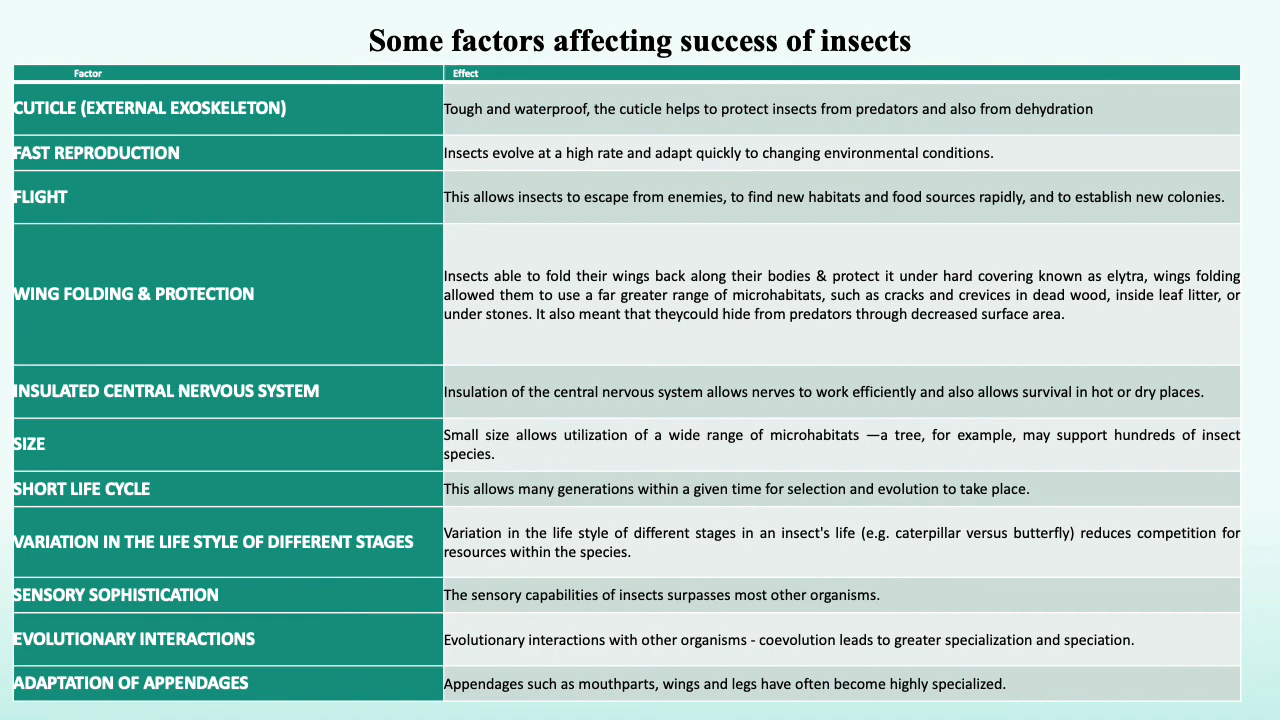 Some factors affecting success of insects
Factor
Effect
CUTICLE (EXTERNAL EXOSKELETON)
Tough and waterproof, the cuticle helps to protect insects from predators and also from dehydration
FAST REPRODUCTION
Insects evolve at a high rate and adapt quickly to changing environmental conditions.
FLIGHT
This allows insects to escape from enemies, to find new habitats and food sources rapidly, and to establish new colonies.
WING FOLDING & PROTECTION
Insects able to fold their wings back along their bodies & protect it under hard covering known as elytra, wings folding
allowed them to use a far greater range of microhabitats, such as cracks and crevices in dead wood, inside leaf litter, or
under stones. It also meant that theycould hide from predators through decreased surface area.
INSULATED CENTRAL NERVOUS SYSTEM
Insulation of the central nervous system allows nerves to work efficiently and also allows survival in hot or dry places.
SIZE
Small size allows utilization of a wide range of microhabitats —a tree, for example, may support hundreds of insect
species.
SHORT LIFE CYCLE
This allows many generations within a given time for selection and evolution to take place.
VARIATION IN THE LIFE STYLE OF DIFFERENT STAGES
Variation in the life style of different stages in an insect's life (e.g. caterpillar versus butterfly) reduces competition for
resources within the species.
SENSORY SOPHISTICATION
The sensory capabilities of insects surpasses most other organisms.
EVOLUTIONARY INTERACTIONS
Evolutionary interactions with other organisms - coevolution leads to greater specialization and speciation.
ADAPTATION OF APPENDAGES
Appendages such as mouthparts, wings and legs have often become highly specialized.